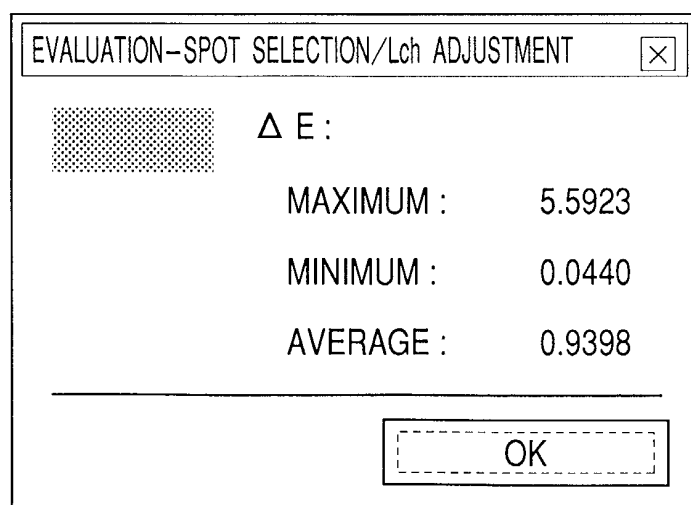 EVALUATION-SPOT SELECTION/Lch ADJUSTMENT
Δ E :
MAXIMUM : 5.5923
MINIMUM : 0.0440
AVERAGE : 0.9398
OK